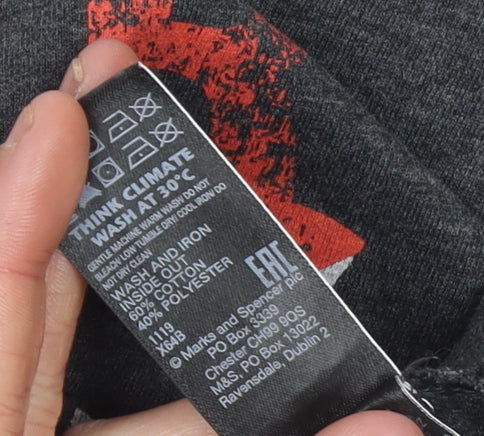 THINK CLIMATE
WASH AT 30°C
GENTLE MACHINE WARM WASH/ DO NOT
BLEACH/ LOW TUMBLE DRY/ COOL IRON/ DO
NOT DRY CLEAN
WASH AND IRON
INSIDE OUT
60% COTTON
40% POLYESTER
1119
X64B
EAC
© Marks and Spencer plc
PO Box 3339
Chester CH99 9QS
M&S, PO Box 13022
Ravensdale, Dublin 2